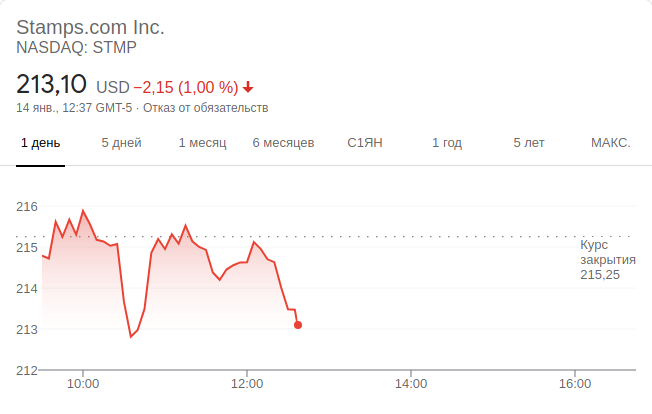 Stamps.com Inc.
NASDAQ: STMP
213,10 USD −2,15 (1,00 %)
14 янв., 12:37 GMT-5 · Отказ от обязательств
1 день 5 дней 1 месяц 6 месяцев С1ЯН 1 год 5 лет МАКС.
216
215
214
213
212
Курс
закрытия
215,25
10:00 12:00 14:00 16:00